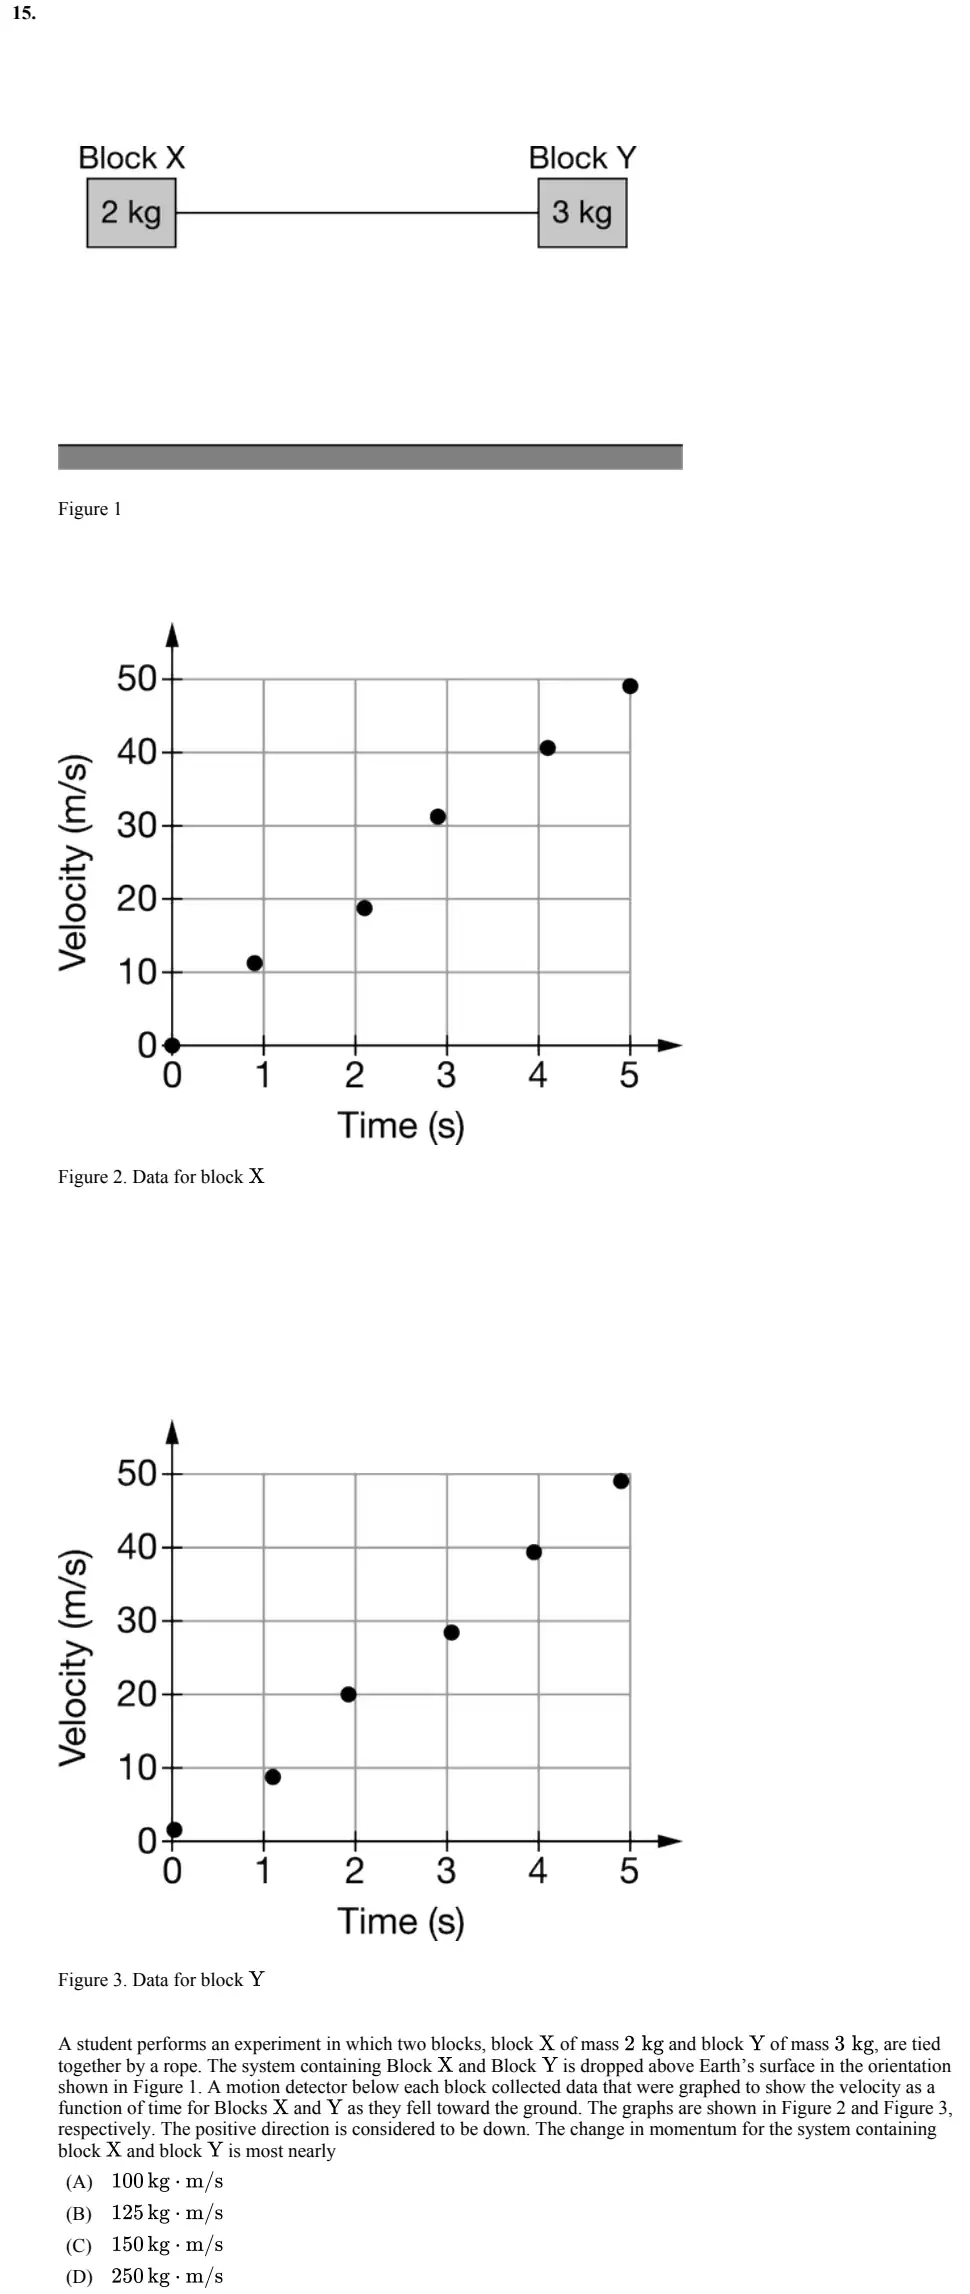 15.
Block X
Block Y
2 kg
3 kg
Figure 1
50
40
30
20
10
0
Velocity (m/s)
0 1 2 3 4 5
Time (s)
Figure 2. Data for block X
50
40
30
20
10
0
Velocity (m/s)
0 1 2 3 4 5
Time (s)
Figure 3. Data for block Y
A student performs an experiment in which two blocks, block X of mass 2 kg and block Y of mass 3 kg, are tied
together by a rope. The system containing Block X and Block Y is dropped above Earth’s surface in the orientation
shown in Figure 1. A motion detector below each block collected data that were graphed to show the velocity as a
function of time for Blocks X and Y as they fell toward the ground. The graphs are shown in Figure 2 and Figure 3,
respectively. The positive direction is considered to be down. The change in momentum for the system containing
block X and block Y is most nearly
(A) 100 kg · m/s
(B) 125 kg · m/s
(C) 150 kg · m/s
(D) 250 kg · m/s